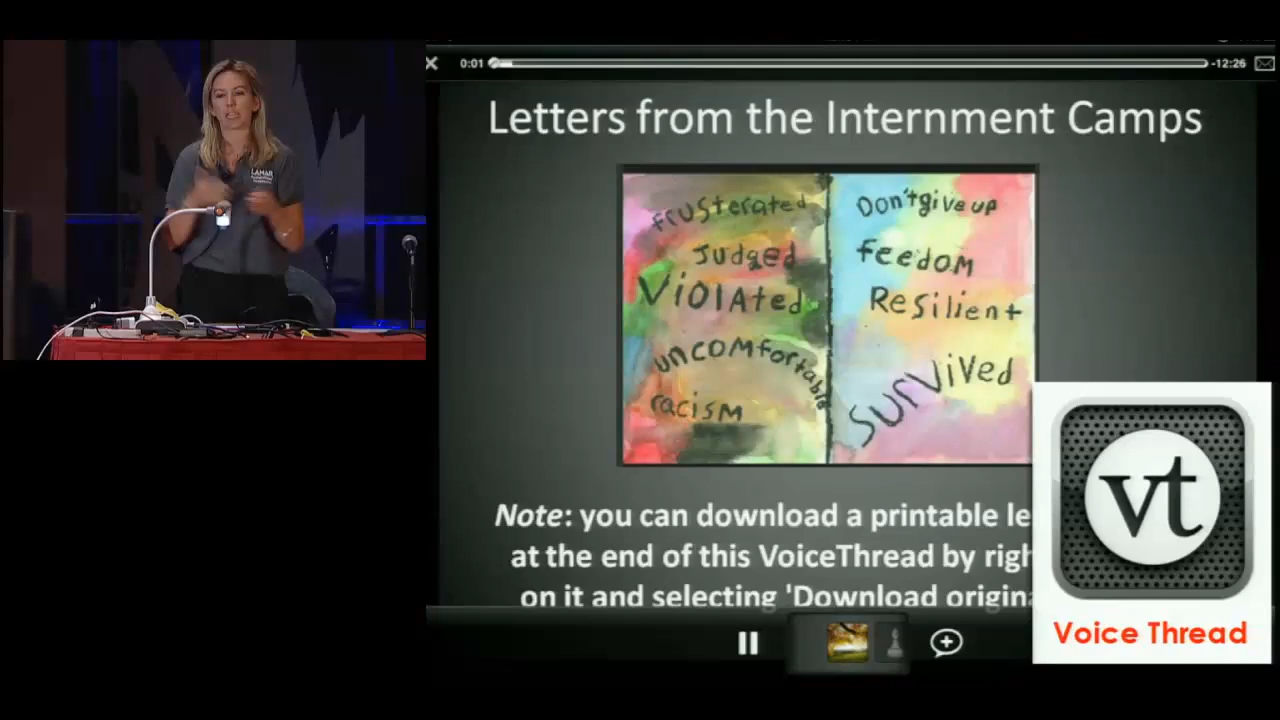 LAMAR
0:01
-12:26
Letters from the Internment Camps
Frusterated
Judged
Violated
uncomfortable
racism
Don't give up
feedom
Resilient
Survived
Note: you can download a printable le
at the end of this VoiceThread by righ
on it and selecting 'Download origina
vt
Voice Thread